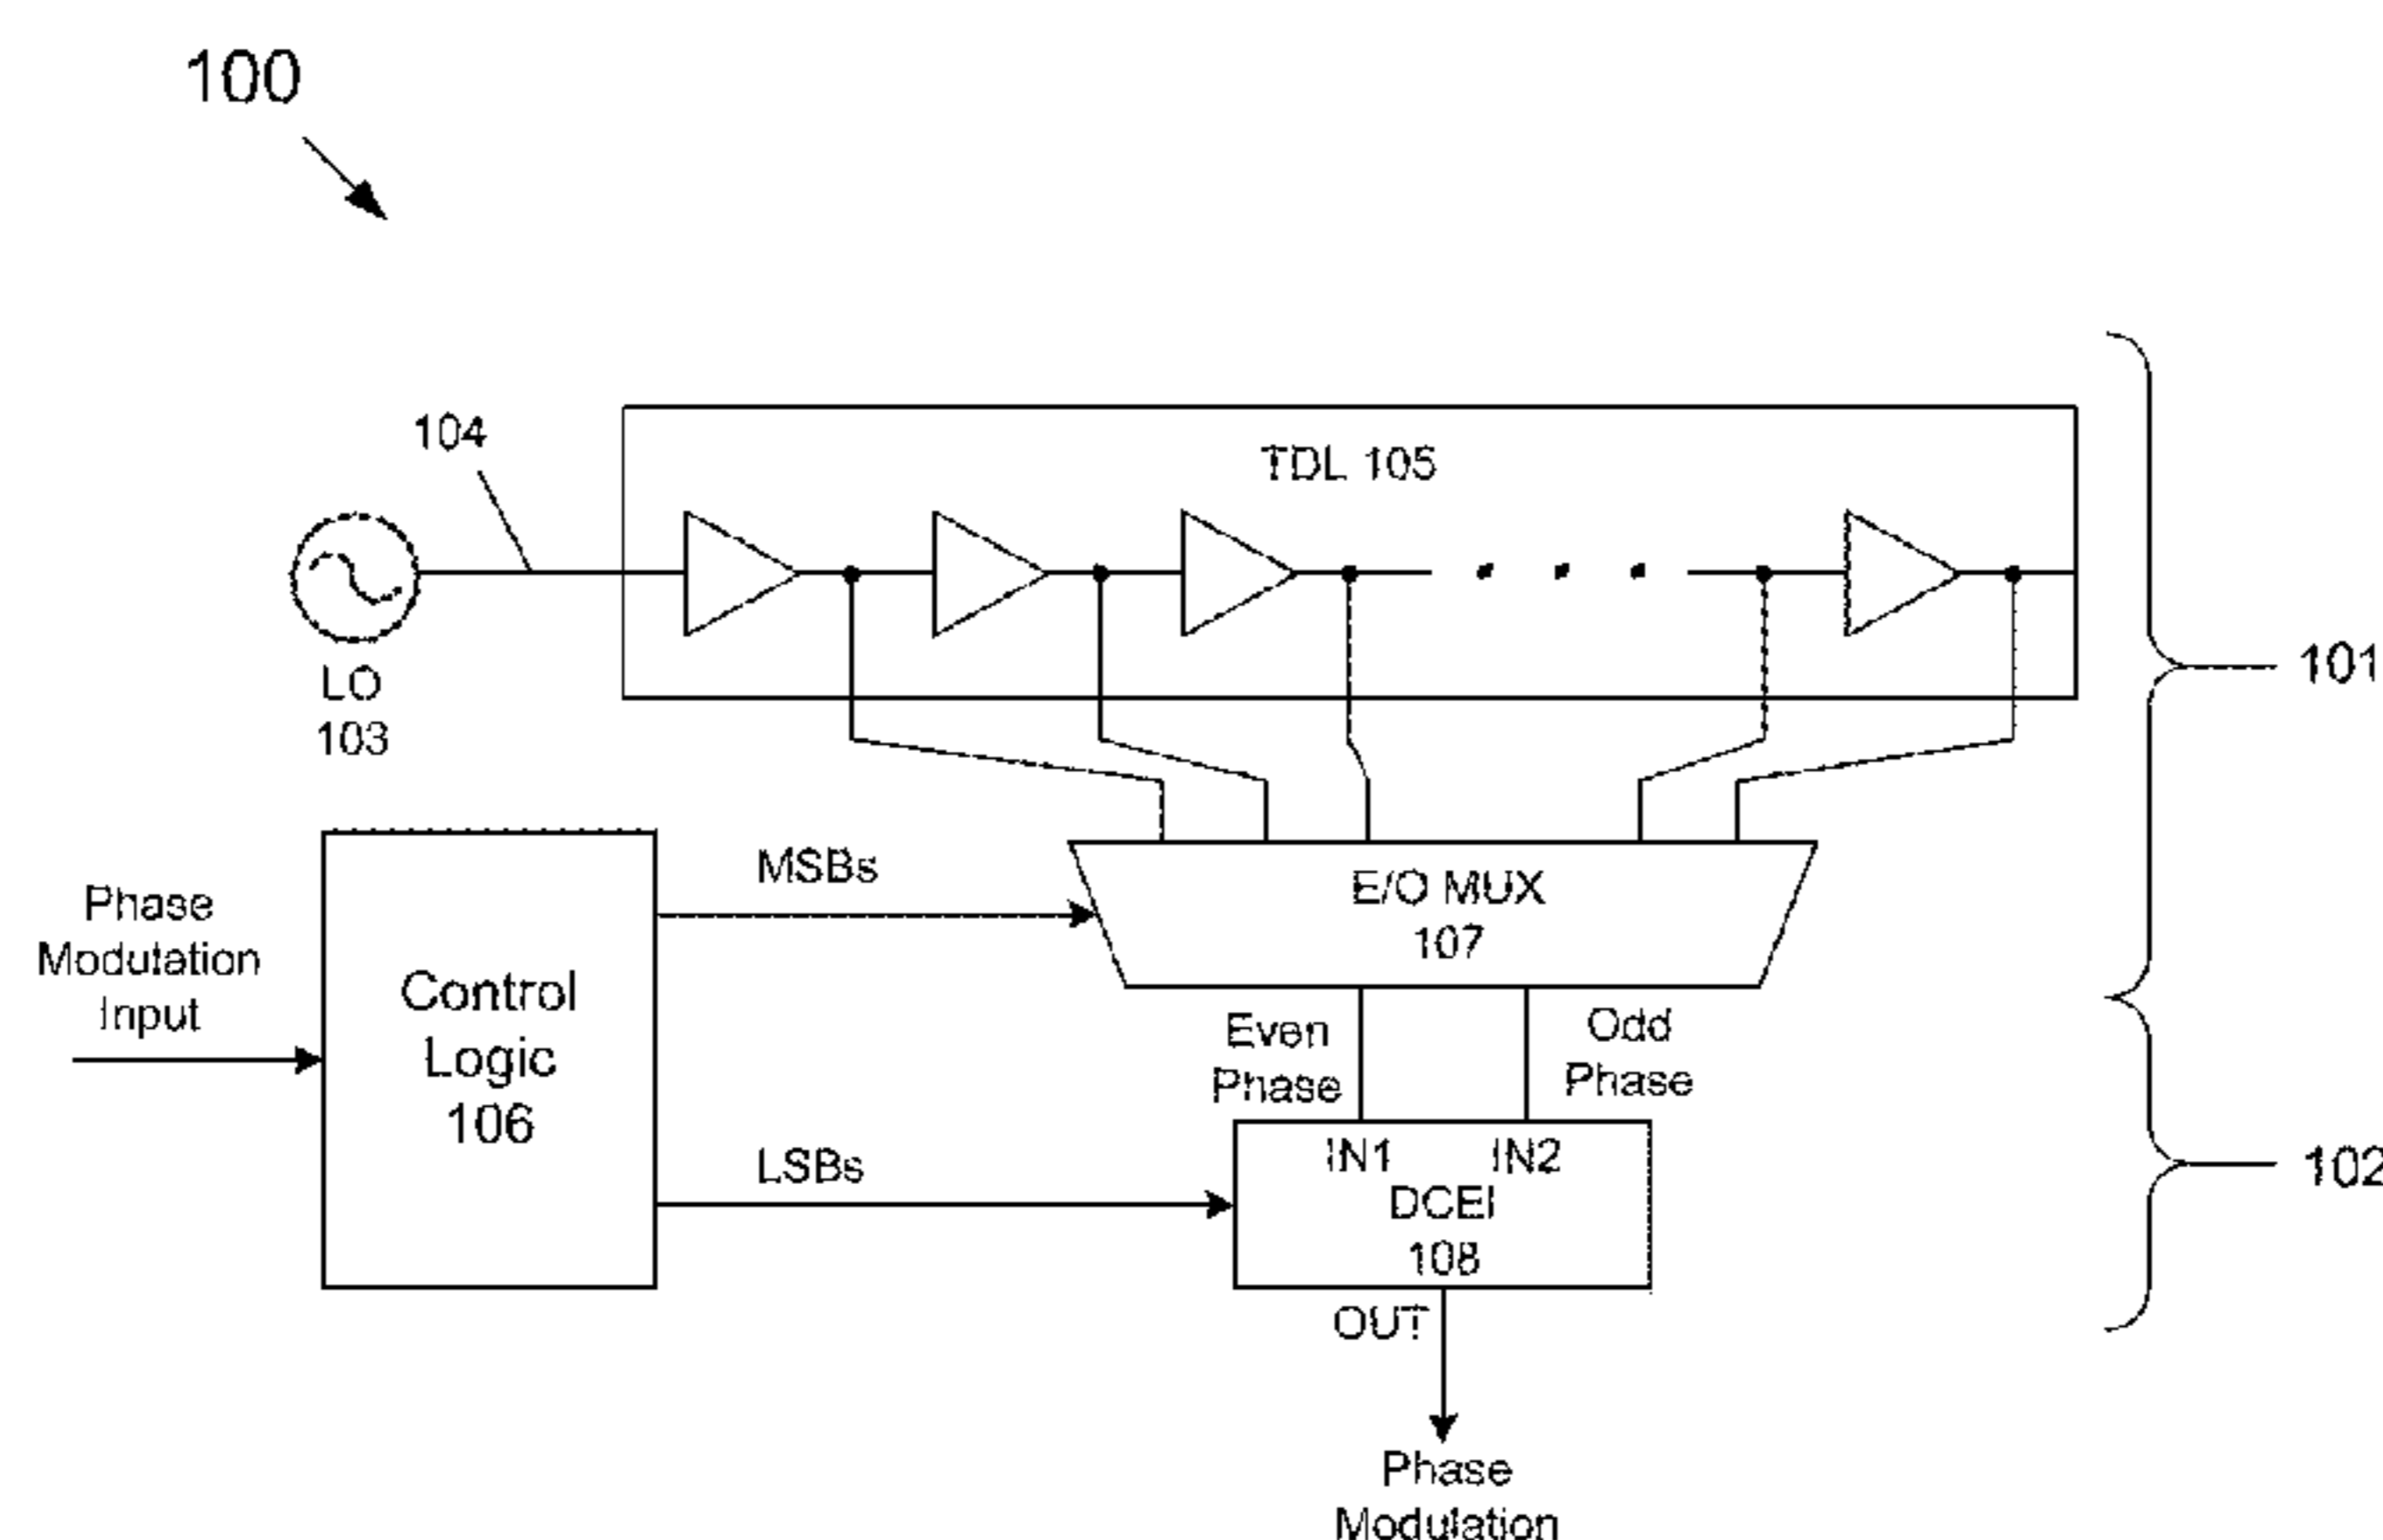 100
104
TDL 105
LO
103
101
MSBs
E/O MUX
107
Phase
Modulation
Input
Control
Logic
106
Even
Phase
Odd
Phase
LSBs
IN1 IN2
DCEI
108
102
OUT
Phase
Modulation